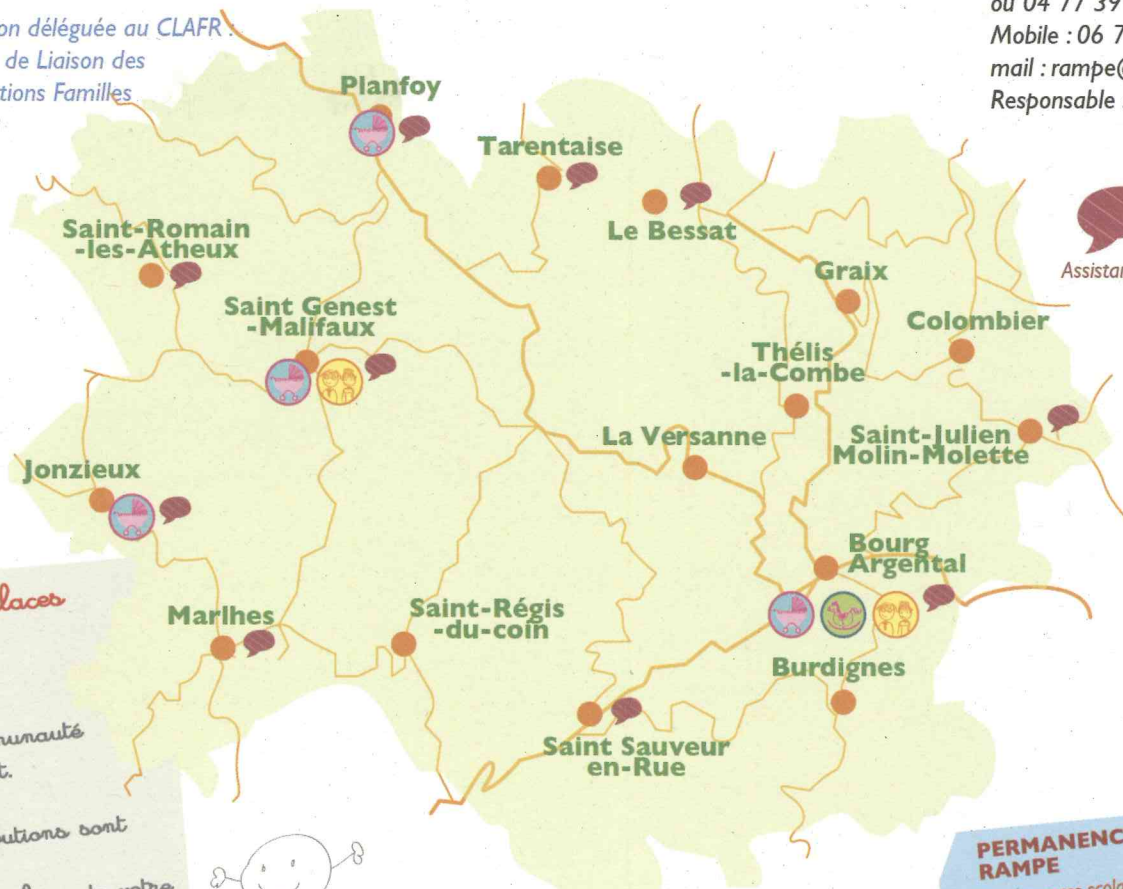 on déléguée au CLAFR :
de Liaison des
tions Familles
ou 04 77 39
Mobile : 06 7
mail : rampe@
Responsable
Planfoy
Tarentaise
Le Bessat
Saint-Romain
-les-Atheux
Saint Genest
-Malifaux
Graix
Colombier
Thélis
-la-Combe
La Versanne
Saint-Julien
Molin-Molette
Jonzieux
Bourg
Argental
Marlhes
Saint-Régis
-du-coin
Burdignes
Saint Sauveur
en-Rue
Assistan
laces
munauté
t.
butions sont
votre
PERMANENC
RAMPE